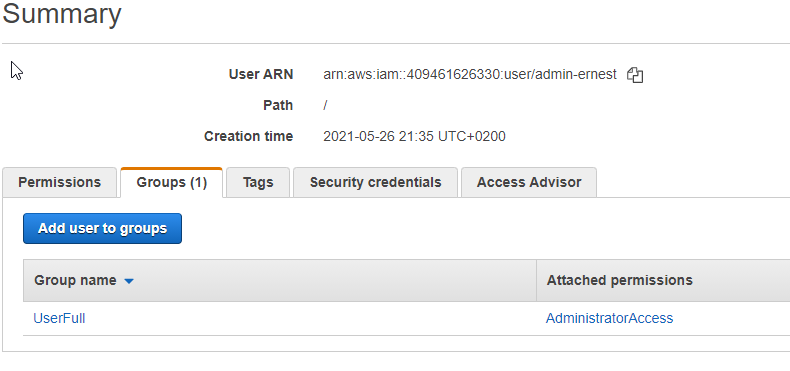 Summary
User ARN arn:aws:iam::409461626330:user/admin-ernest
Path /
Creation time 2021-05-26 21:35 UTC+0200
Permissions Groups (1) Tags Security credentials Access Advisor
Add user to groups
Group name Attached permissions
UserFull AdministratorAccess